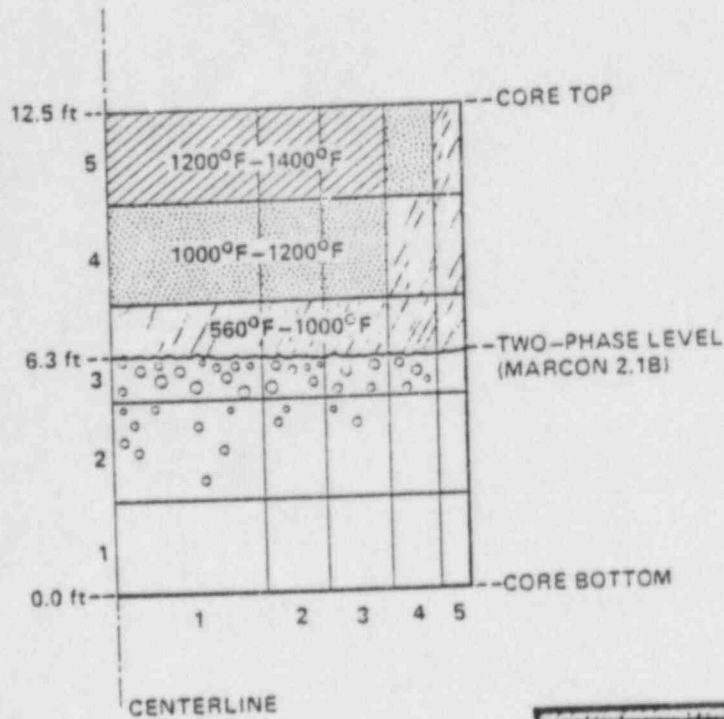 CORE TOP
12.5 ft
5
1200°F–1400°F
4
1000°F–1200°F
560°F–1000°F
6.3 ft
TWO–PHASE LEVEL
(MARCON 2.1B)
3
2
1
0.0 ft
CORE BOTTOM
1 2 3 4 5
CENTERLINE